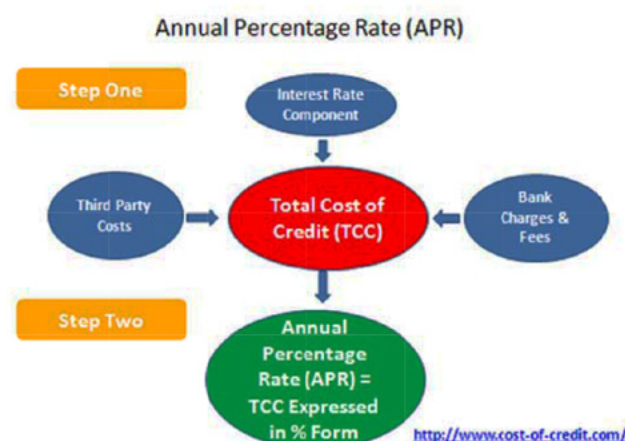 Annual Percentage Rate (APR)
Step One
Interest Rate
Component
Third Party
Costs
Total Cost of
Credit (TCC)
Bank
Charges &
Fees
Step Two
Annual
Percentage
Rate (APR) =
TCC Expressed
in % Form
http://www.cost-of-credit.com/